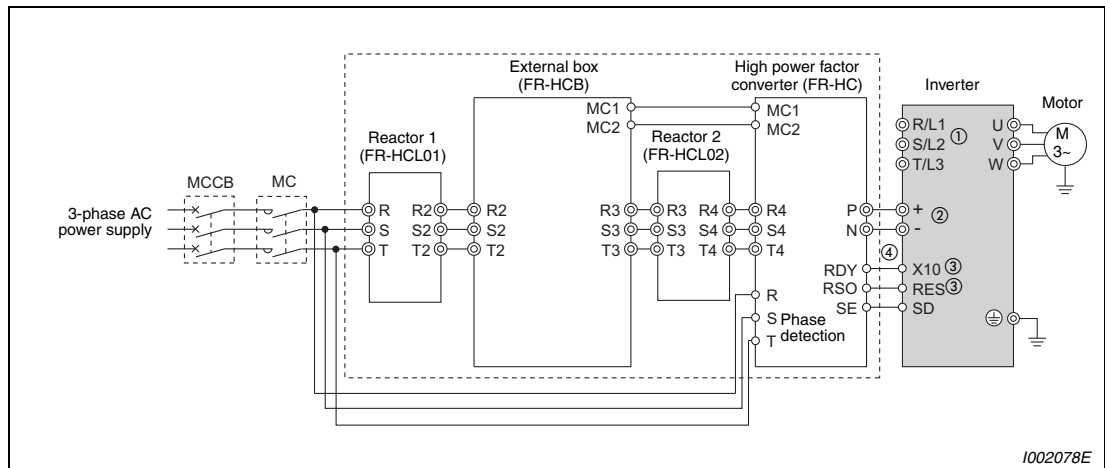 External box
(FR-HCB)
High power factor
converter (FR-HC)
Inverter
Motor
MC1
MC2
MC1
MC2
Reactor 1
(FR-HCL01)
Reactor 2
(FR-HCL02)
R/L1
S/L2
T/L3
①
U
V
W
M
3~
MCCB
MC
3-phase AC
power supply
R
S
T
R2
S2
T2
R2
S2
T2
R3
S3
T3
R3
S3
T3
R4
S4
T4
R4
S4
T4
P
N
+
-
②
④
RDY
RSO
SE
X10 ③
RES ③
SD
R
S
T
Phase
detection
I002078E